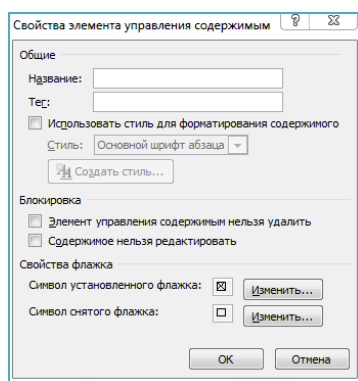 Свойства элемента управления содержимым
Общие
Название:
Тег:
Использовать стиль для форматирования содержимого
Стиль: Основной шрифт абзаца
Создать стиль...
Блокировка
Элемент управления содержимым нельзя удалить
Содержимое нельзя редактировать
Свойства флажка
Символ установленного флажка: Изменить...
Символ снятого флажка: Изменить...
ОК Отмена